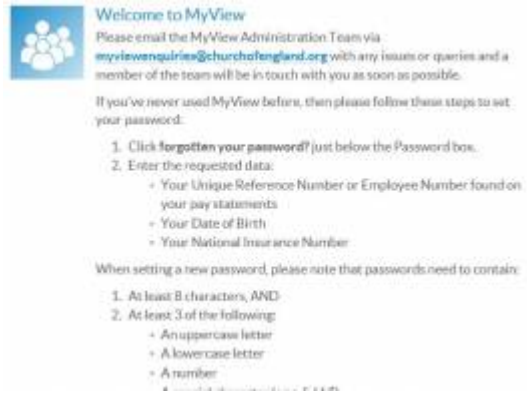 Welcome to MyView
Please email the MyView Administration Team via
myviewenquiries@churchofengland.org with any issues or queries and a
member of the team will be in touch with you as soon as possible.
If you've never used MyView before, then please follow these steps to set
your password:
1. Click forgotten your password? just below the Password box.
2. Enter the requested data:
◦ Your Unique Reference Number or Employee Number found on
your pay statements
◦ Your Date of Birth
◦ Your National Insurance Number
When setting a new password, please note that passwords need to contain:
1. At least 8 characters, AND
2. At least 3 of the following:
◦ An uppercase letter
◦ A lowercase letter
◦ A number